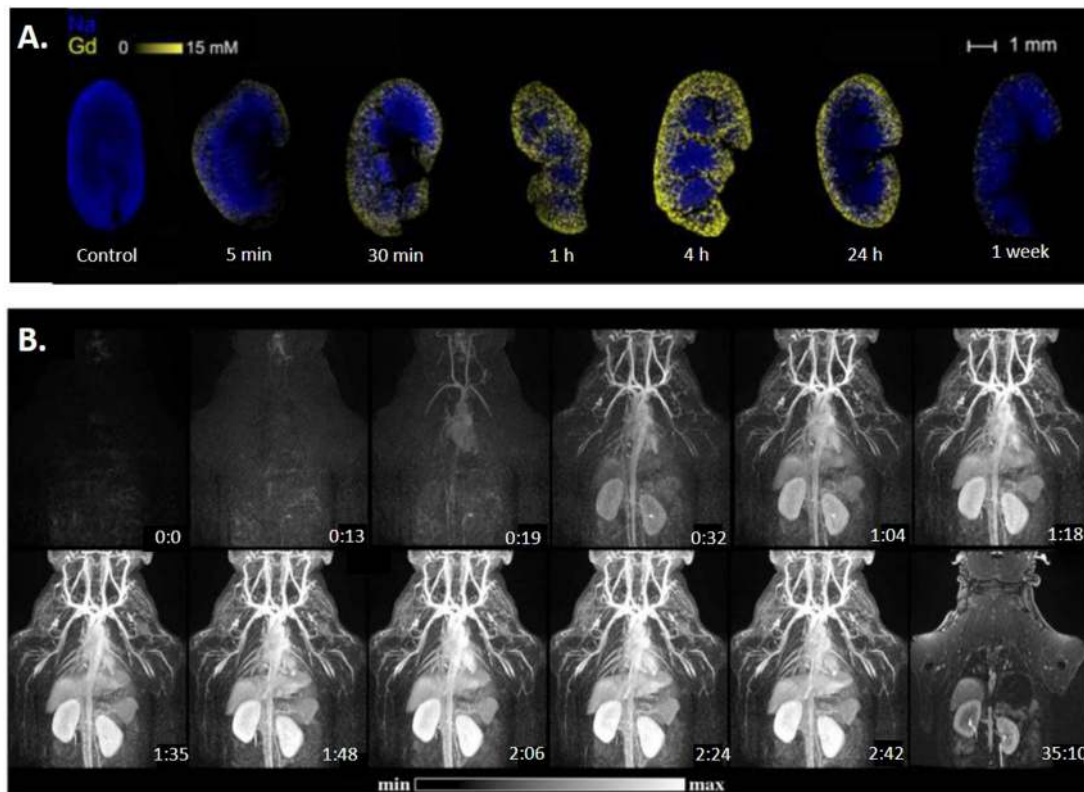 A.
Na
Gd 0 15 mM
1 mm
Control 5 min 30 min 1 h 4 h 24 h 1 week
B.
0:0 0:13 0:19 0:32 1:04 1:18
1:35 1:48 2:06 2:24 2:42 35:10
min max